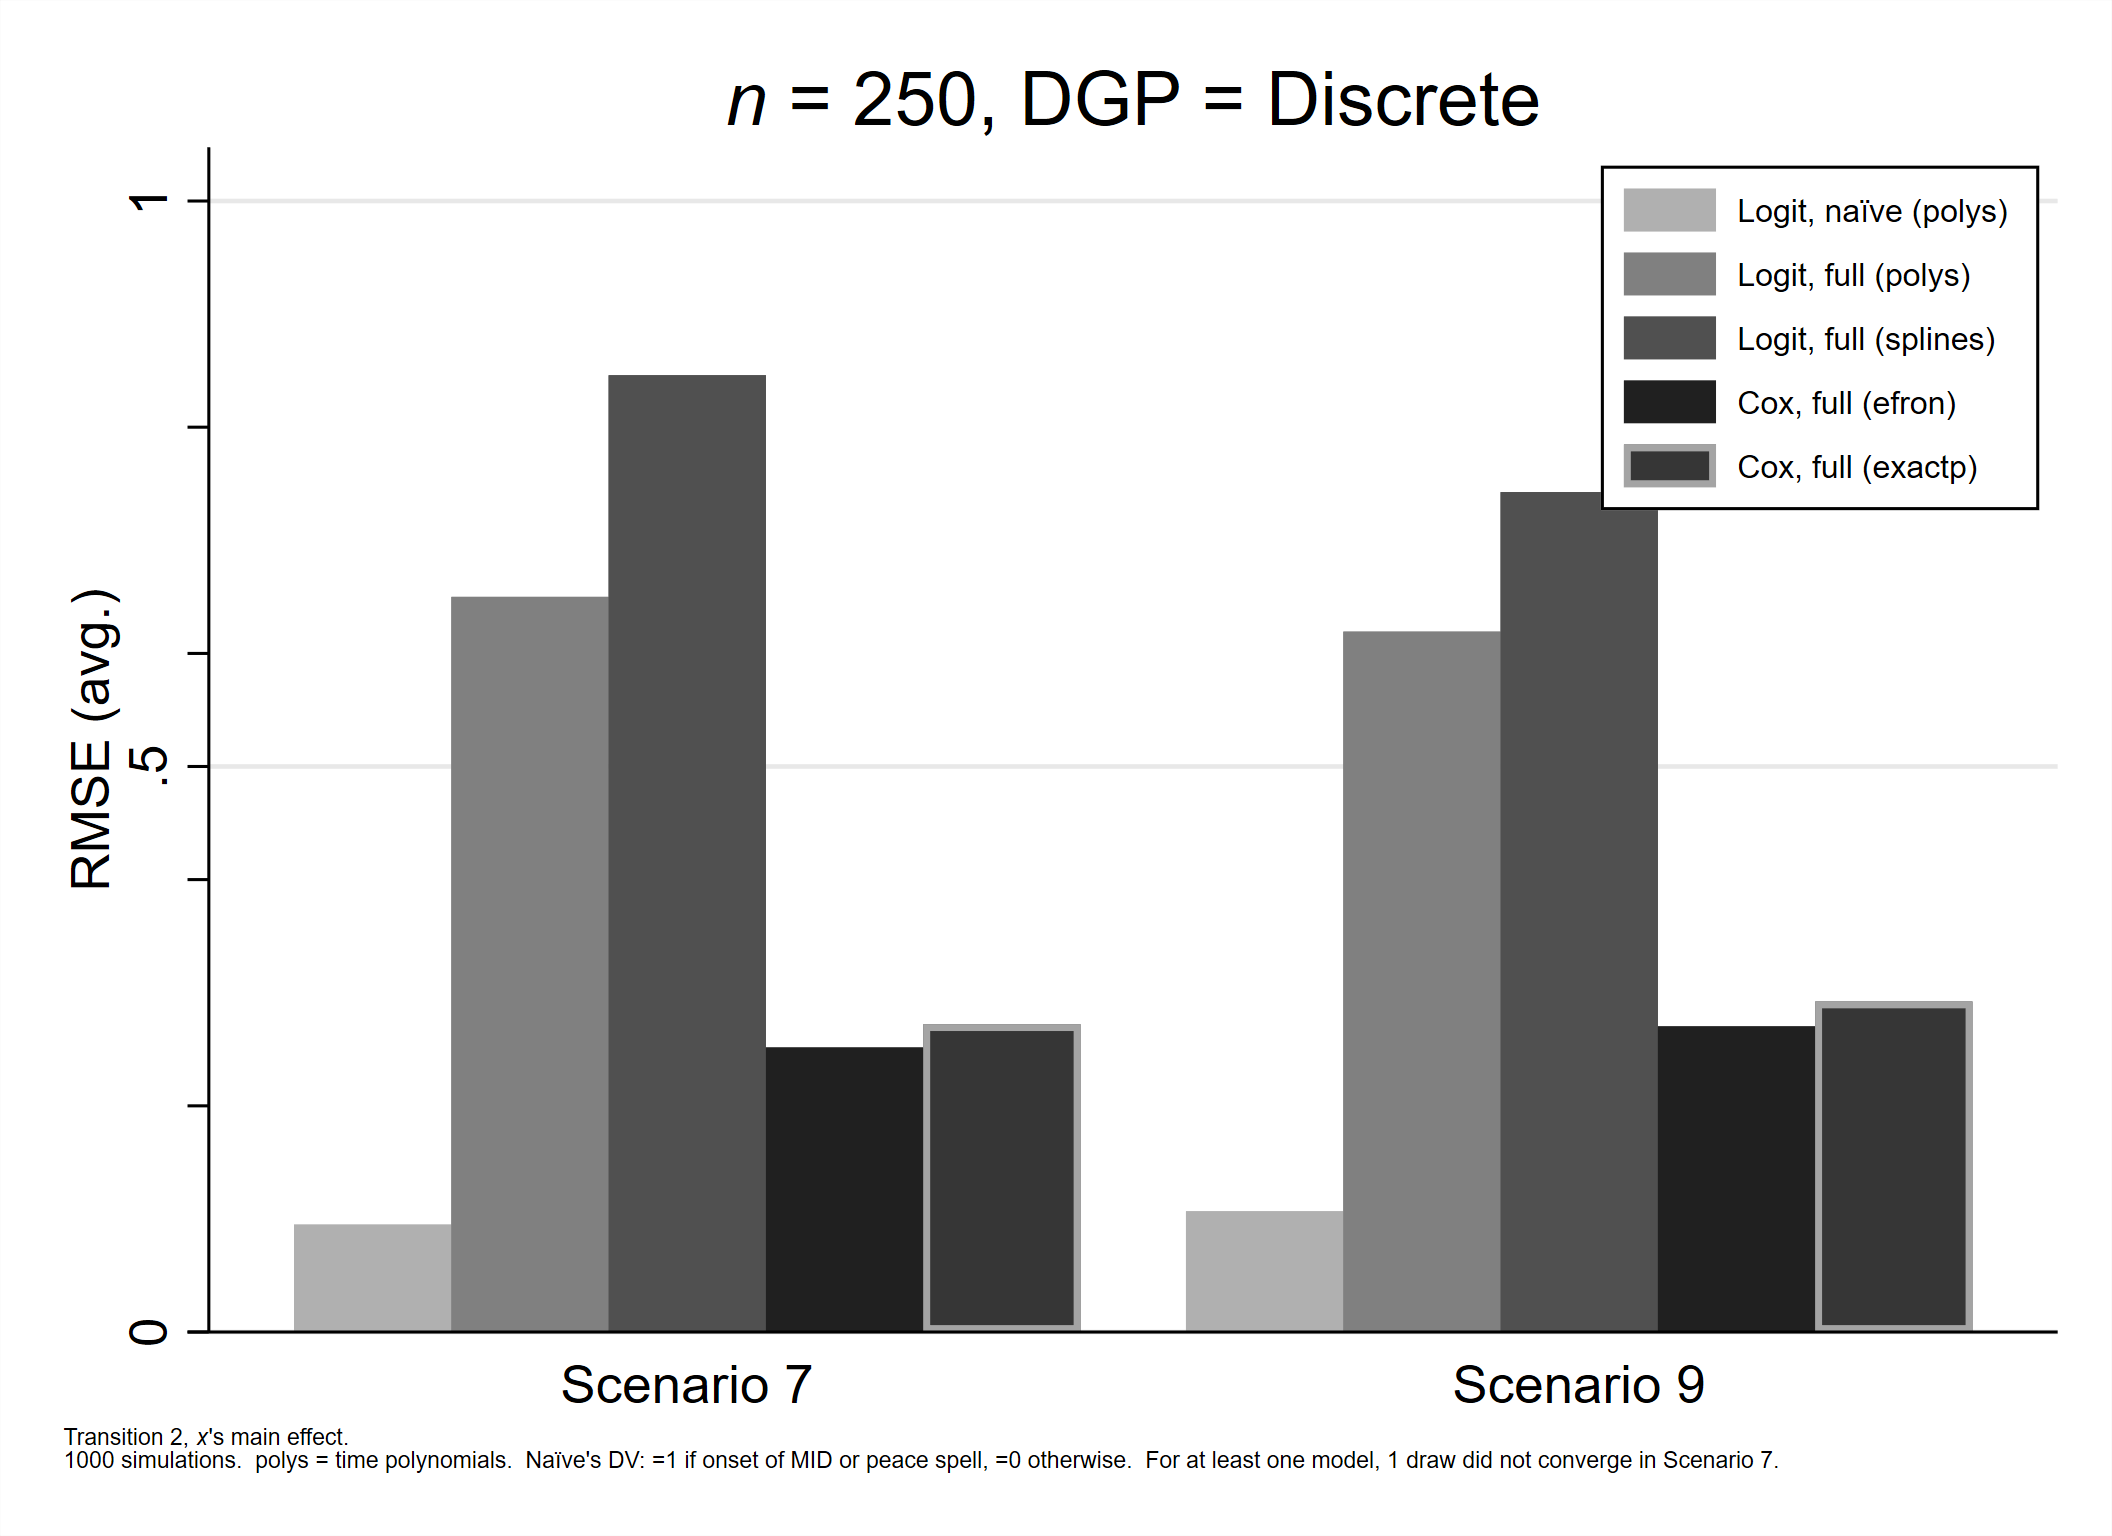 n = 250, DGP = Discrete
1
.5
0
RMSE (avg.)
Logit, naïve (polys)
Logit, full (polys)
Logit, full (splines)
Cox, full (efron)
Cox, full (exactp)
Scenario 7
Scenario 9
Transition 2, x's main effect.
1000 simulations.  polys = time polynomials.  Naïve's DV: =1 if onset of MID or peace spell, =0 otherwise.  For at least one model, 1 draw did not converge in Scenario 7.